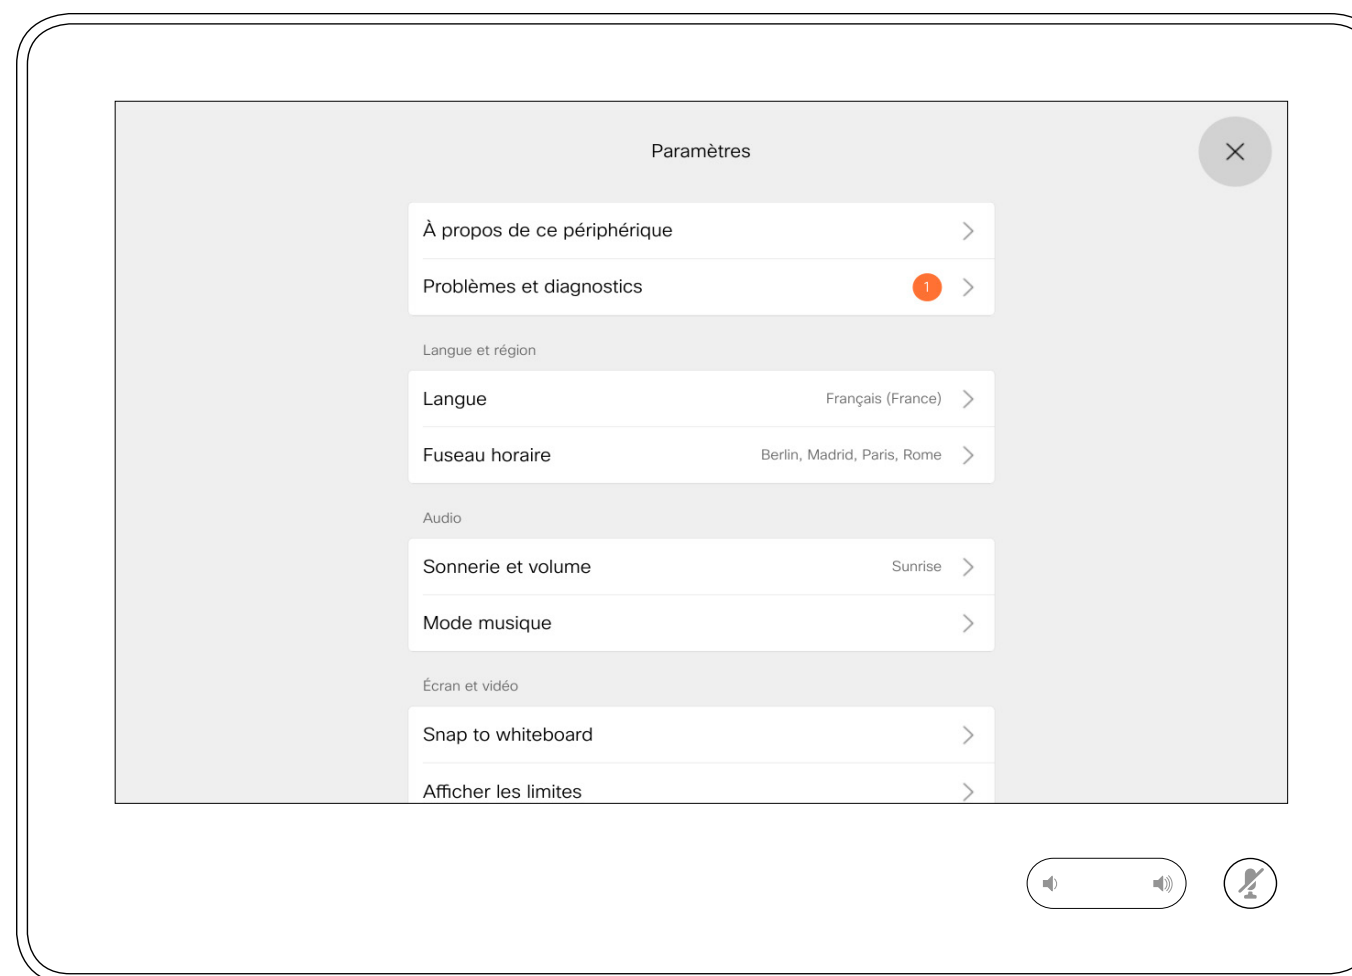 Paramètres
À propos de ce périphérique
Problèmes et diagnostics 1
Langue et région
Langue Français (France)
Fuseau horaire Berlin, Madrid, Paris, Rome
Audio
Sonnerie et volume Sunrise
Mode musique
Écran et vidéo
Snap to whiteboard
Afficher les limites